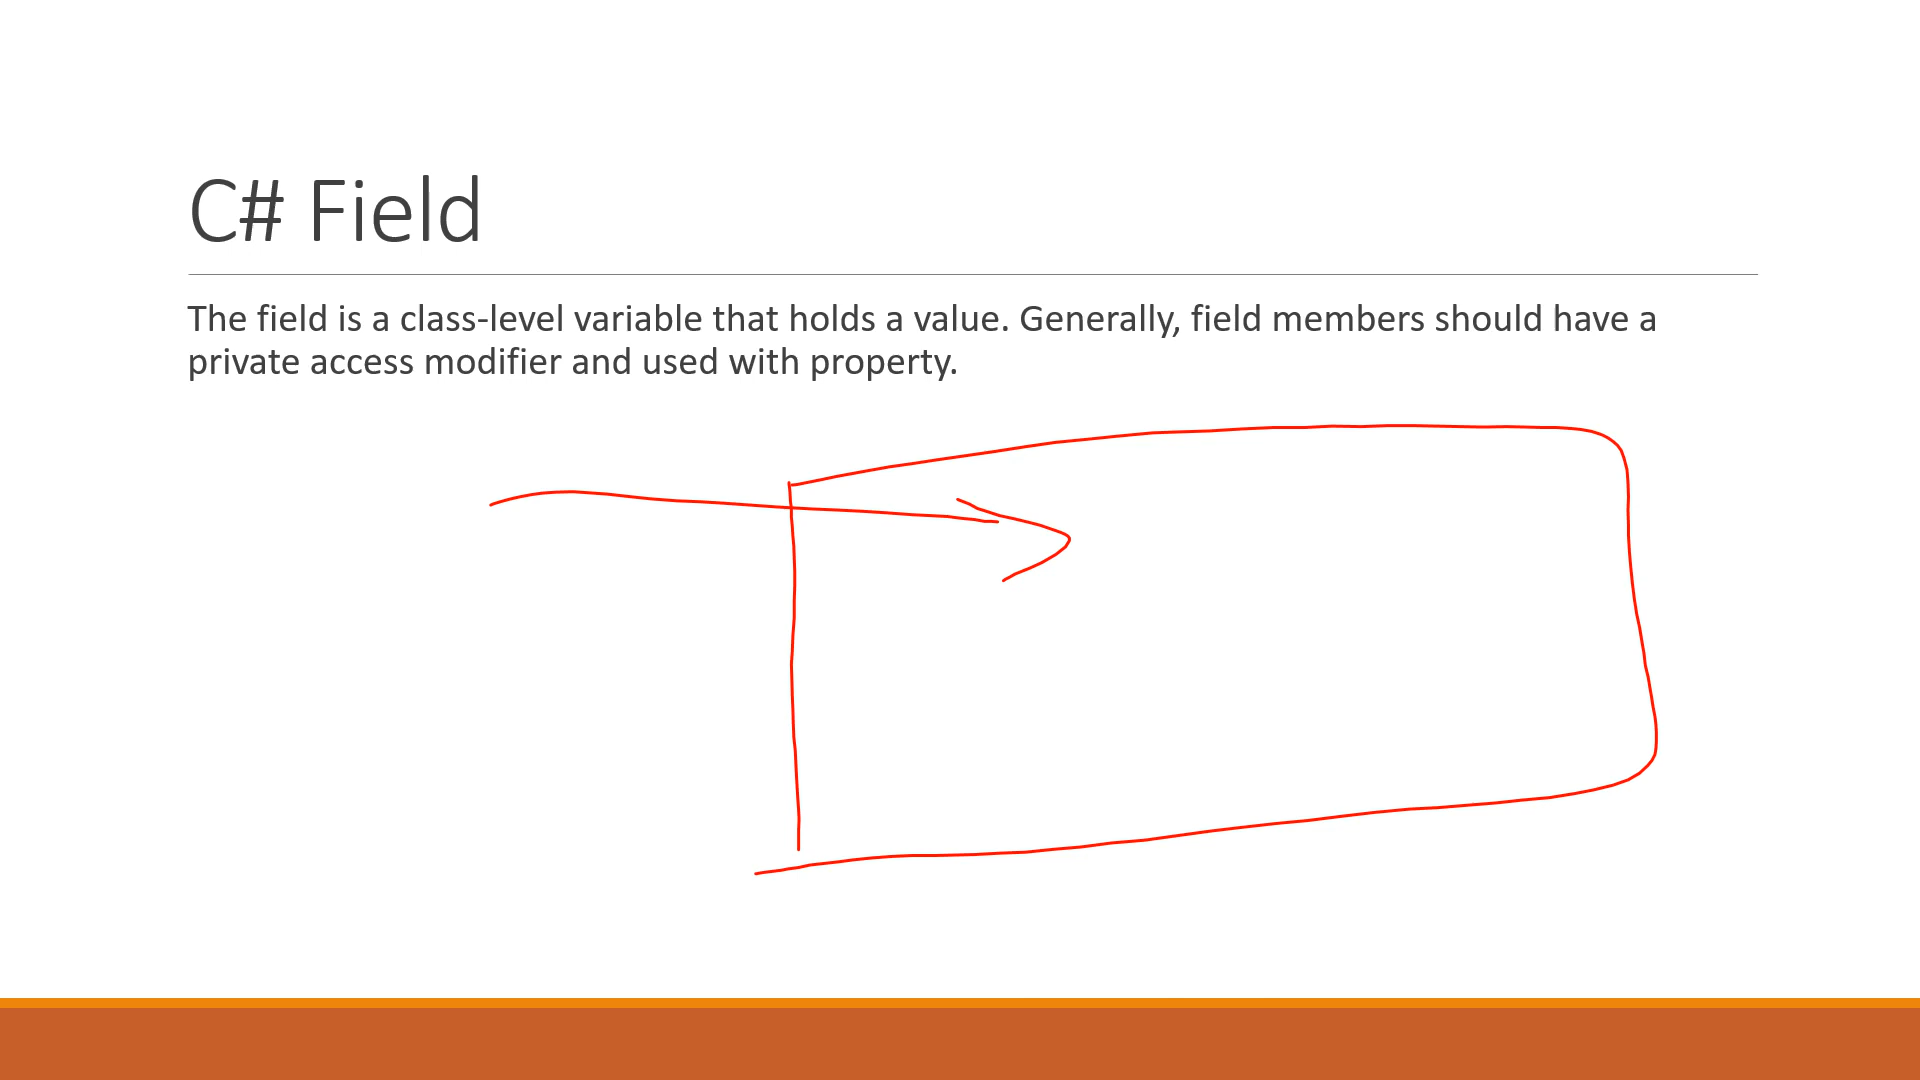 C# Field
The field is a class-level variable that holds a value. Generally, field members should have a
private access modifier and used with property.